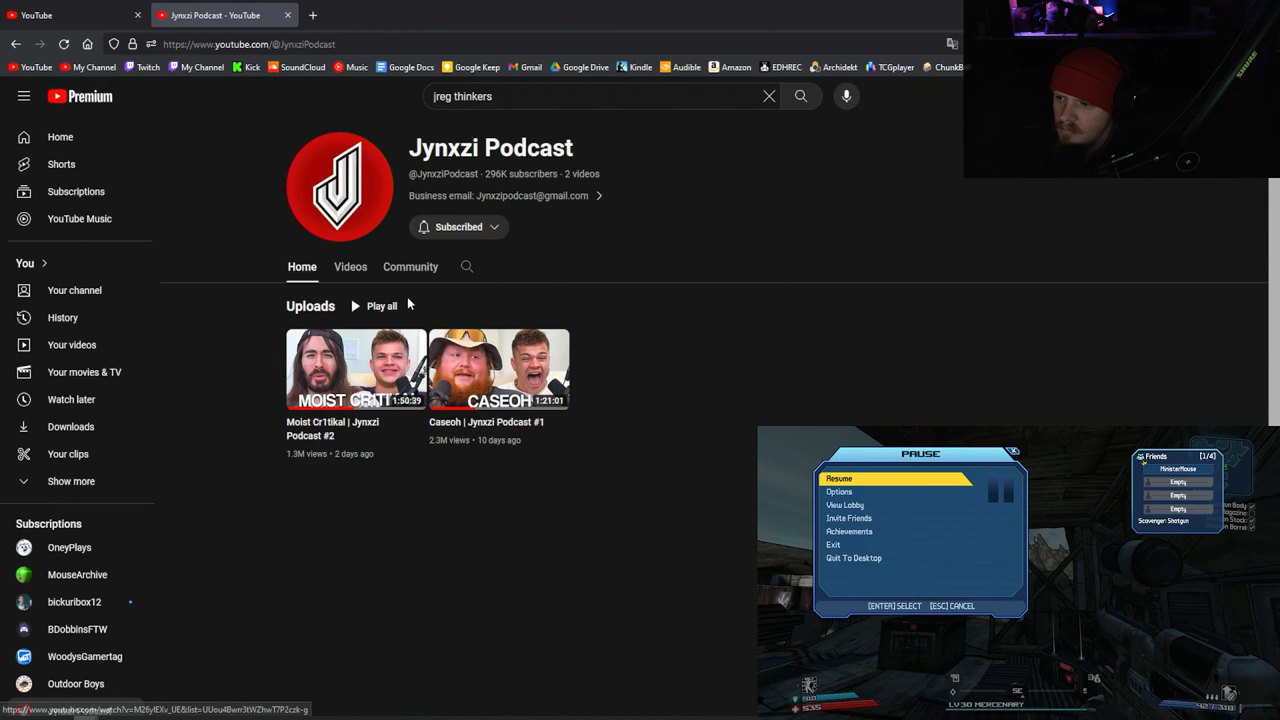 YouTube
Jynxzi Podcast - YouTube
https://www.youtube.com/@JynxziPodcast
YouTube
My Channel
Twitch
My Channel
Kick
SoundCloud
Music
Google Docs
Google Keep
Gmail
Google Drive
Kindle
Audible
Amazon
EDHREC
Archidekt
TCGplayer
SHURE
Premium
jreg thinkers
Home
Shorts
Subscriptions
YouTube Music
You
Your channel
History
Your videos
Your movies & TV
Watch later
Downloads
Your clips
Show more
Subscriptions
OneyPlays
MouseArchive
bickuribox12
BDobbinsFTW
WoodysGamertag
Outdoor Boys
Jynxzi Podcast
@JynxziPodcast · 296K subscribers · 2 videos
Business email: Jynxzipodcast@gmail.com
Subscribed
Home
Videos
Community
Uploads
Play all
1:50:39
Moist Cr1tikal | Jynxzi
Podcast #2
1.3M views · 2 days ago
CASEOH
1:21:01
Caseoh | Jynxzi Podcast #1
2.3M views · 10 days ago
PAUSE
Resume
Options
View Lobby
Invite Friends
Achievements
Exit
Quit To Desktop
[ENTER] SELECT [ESC] CANCEL
Friends [1/4]
MinisterMouse
Empty
Empty
Empty
Scavenger Shotgun
SE
LV 30 MERCENARY